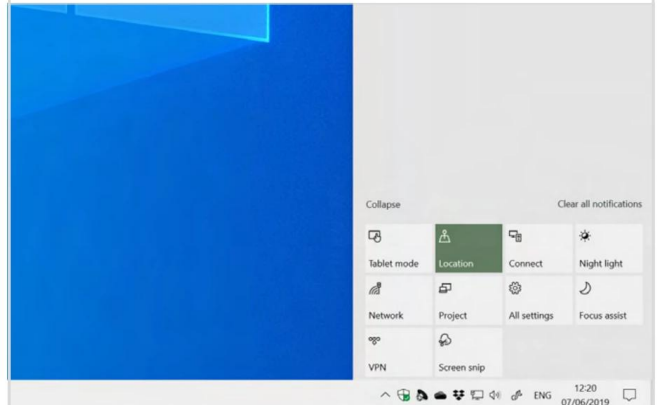 Collapse Clear all notifications
Tablet mode Location Connect Night light
Network Project All settings Focus assist
VPN Screen snip
ENG 12:20
07/06/2019